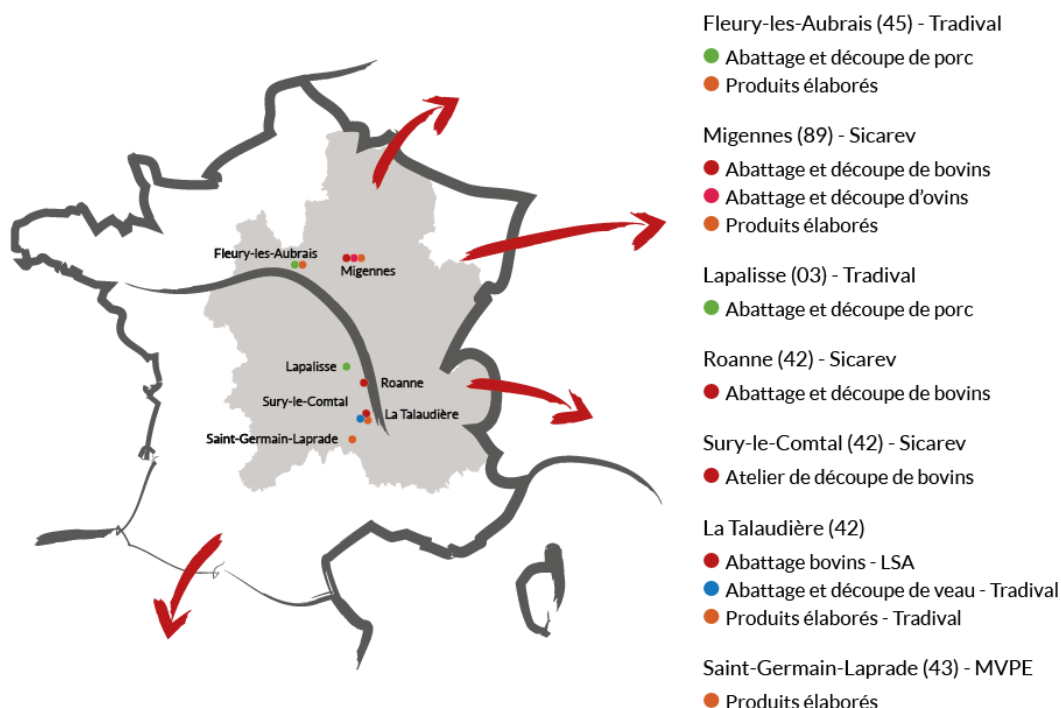 Fleury-les-Aubrais
Migennes
Lapalisse
Roanne
Sury-le-Comtal
La Talaudière
Saint-Germain-Laprade
Fleury-les-Aubrais (45) - Tradival
Abattage et découpe de porc
Produits élaborés
Migennes (89) - Sicarev
Abattage et découpe de bovins
Abattage et découpe d'ovins
Produits élaborés
Lapalisse (03) - Tradival
Abattage et découpe de porc
Roanne (42) - Sicarev
Abattage et découpe de bovins
Sury-le-Comtal (42) - Sicarev
Atelier de découpe de bovins
La Talaudière (42)
Abattage bovins - LSA
Abattage et découpe de veau - Tradival
Produits élaborés - Tradival
Saint-Germain-Laprade (43) - MVPE
Produits élaborés